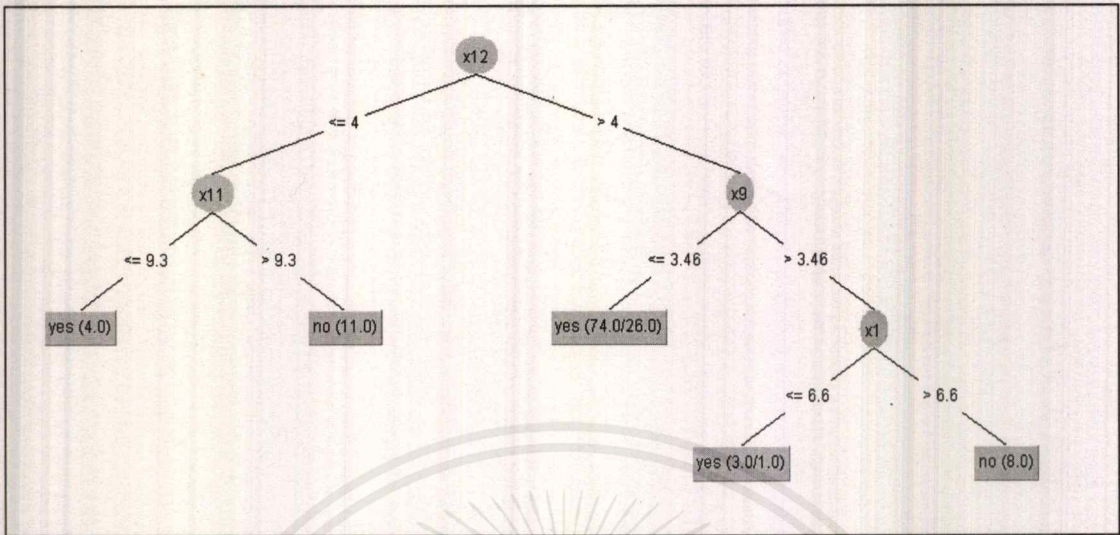 x12
<= 4
> 4
x11
x9
<= 9.3
> 9.3
<= 3.46
> 3.46
yes (4.0)
no (11.0)
yes (74.0/26.0)
x1
<= 6.6
> 6.6
yes (3.0/1.0)
no (8.0)